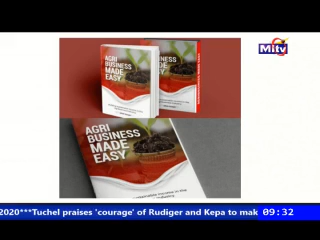 Mitv
AGRI
BUSINESS
MADE
EASY
AGRI
BUSINESS
MADE
EASY
2020***Tuchel praises 'courage' of Rudiger and Kepa to mak
09:32